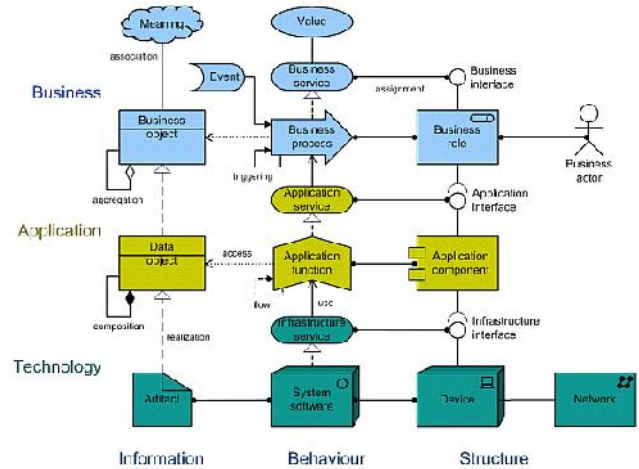 Meaning
Value
association
Event
Business
service
Business
interface
Business
assignment
Business
object
Business
process
Business
role
Business
actor
triggering
aggregation
Application
service
Application
Interface
Application
Data
object
access
Application
function
Application
component
flow
use
composition
Infrastructure
service
Infrastructure
interface
realization
Technology
Artifact
System
software
Device
Network
Information
Behaviour
Structure